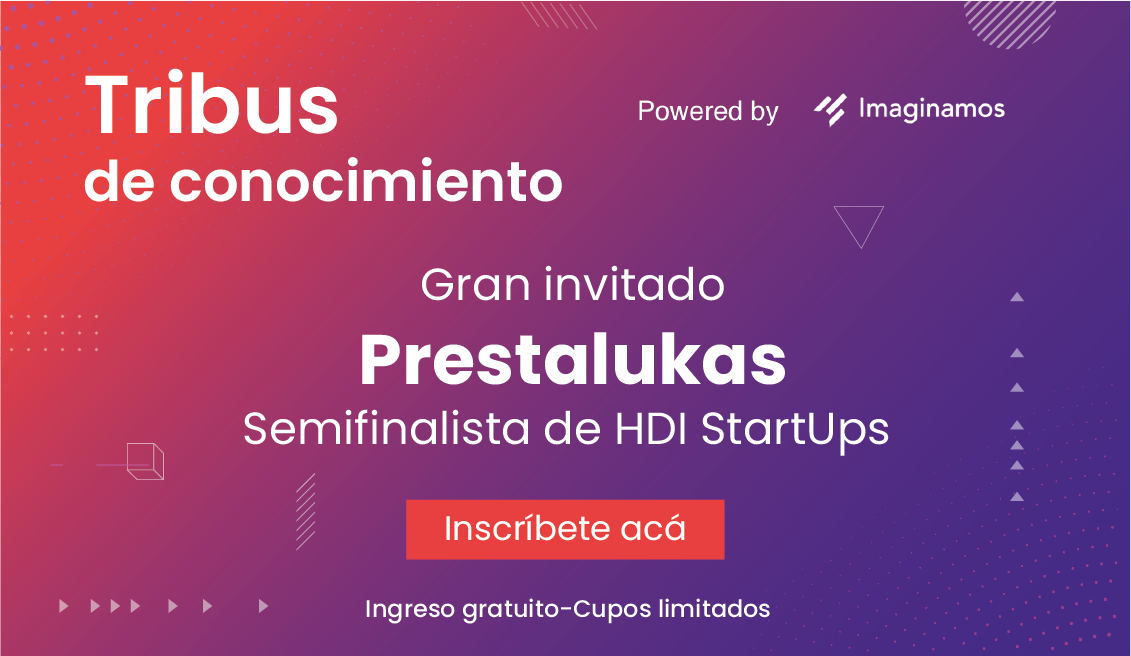 Tribus
de conocimiento
Powered by Imaginamos
Gran invitado
Prestalukas
Semifinalista de HDI StartUps
Inscríbete acá
Ingreso gratuito-Cupos limitados